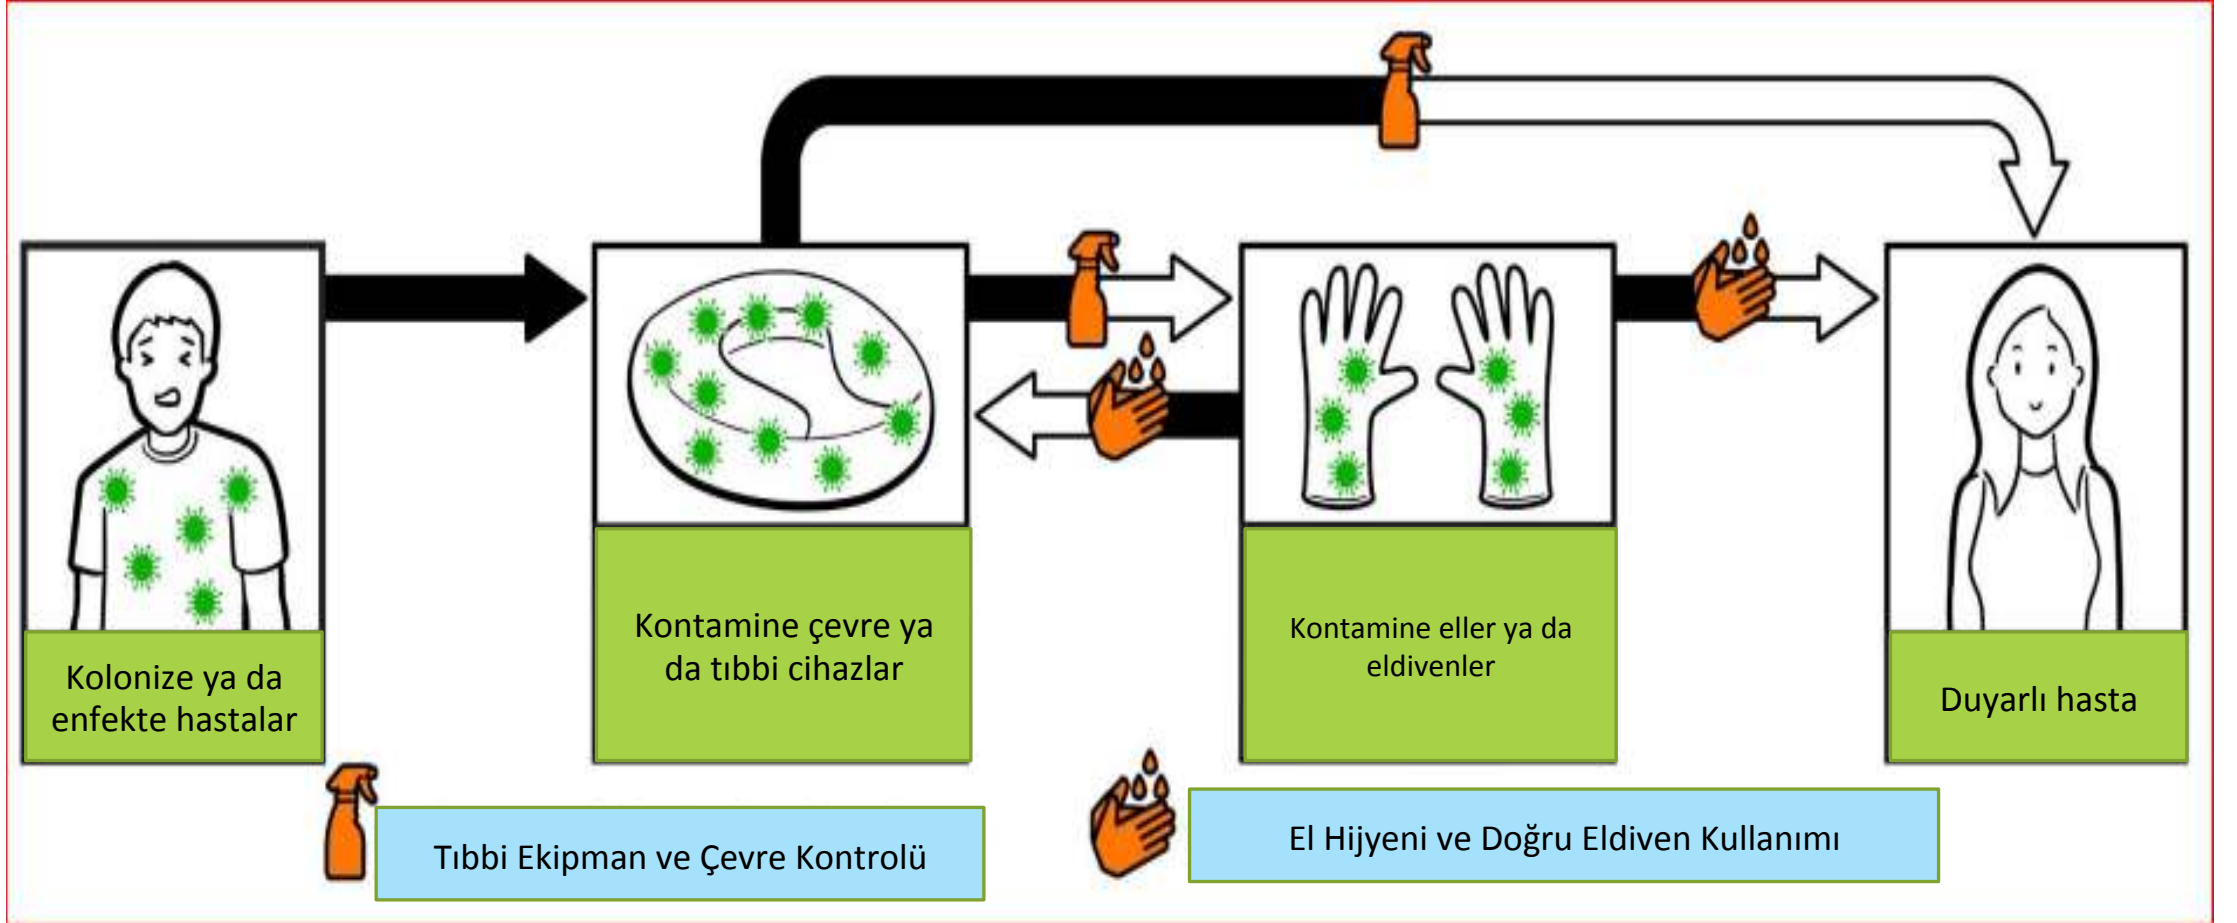 Kolonize ya da
enfekte hastalar
Kontamine çevre ya
da tıbbi cihazlar
Kontamine eller ya da
eldivenler
Duyarlı hasta
Tıbbi Ekipman ve Çevre Kontrolü
El Hijyeni ve Doğru Eldiven Kullanımı